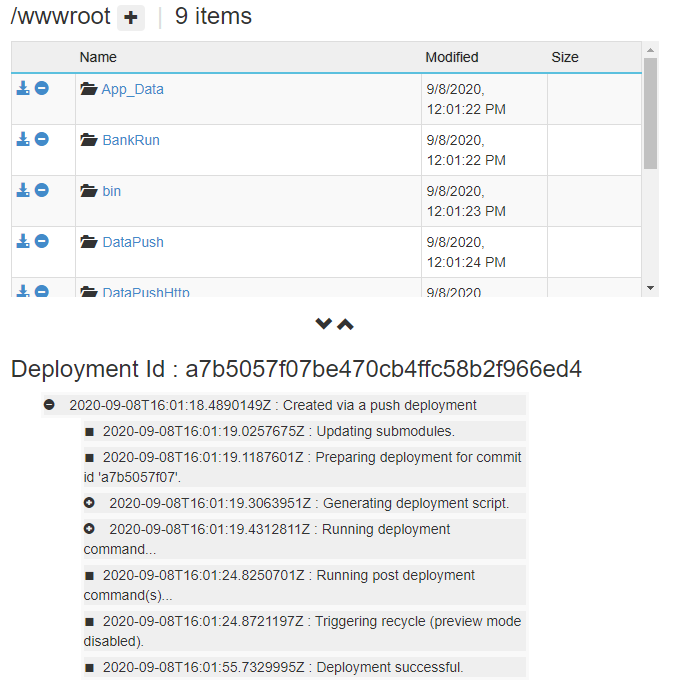 /wwwroot | 9 items
Name Modified Size
App_Data 9/8/2020,
12:01:22 PM
BankRun 9/8/2020,
12:01:22 PM
bin 9/8/2020,
12:01:23 PM
DataPush 9/8/2020,
12:01:24 PM
DataPushHttp 9/8/2020,
Deployment Id : a7b5057f07be470cb4ffc58b2f966ed4
2020-09-08T16:01:18.4890149Z : Created via a push deployment
2020-09-08T16:01:19.0257675Z : Updating submodules.
2020-09-08T16:01:19.1187601Z : Preparing deployment for commit
id 'a7b5057f07'.
2020-09-08T16:01:19.3063951Z : Generating deployment script.
2020-09-08T16:01:19.4312811Z : Running deployment
command...
2020-09-08T16:01:24.8250701Z : Running post deployment
command(s)...
2020-09-08T16:01:24.8721197Z : Triggering recycle (preview mode
disabled).
2020-09-08T16:01:55.7329995Z : Deployment successful.